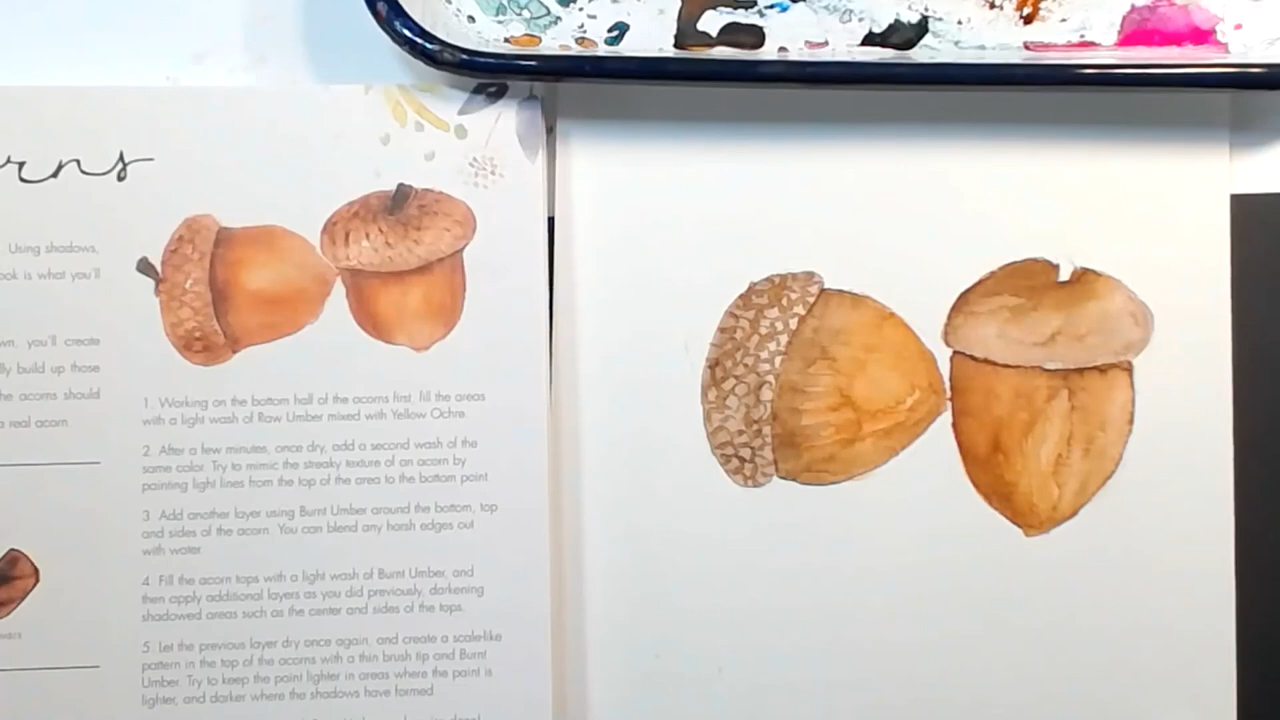 rns
Using shadows,
ook is what you'll
wn, you'll create
lly build up those
he acorns should
a real acorn.
1. Working on the bottom half of the acorns first, fill the areas
with a light wash of Raw Umber mixed with Yellow Ochre.
2. After a few minutes, once dry, add a second wash of the
same color. Try to mimic the streaky texture of an acorn by
painting light lines from the top of the area to the bottom point.
3. Add another layer using Burnt Umber around the bottom, top
and sides of the acorn. You can blend any harsh edges out
with water.
4. Fill the acorn tops with a light wash of Burnt Umber, and
then apply additional layers as you did previously, darkening
shadowed areas such as the center and sides of the tops.
5. Let the previous layer dry once again, and create a scale-like
pattern in the top of the acorns with a thin brush tip and Burnt
Umber. Try to keep the paint lighter in areas where the paint is
lighter, and darker where the shadows have formed.